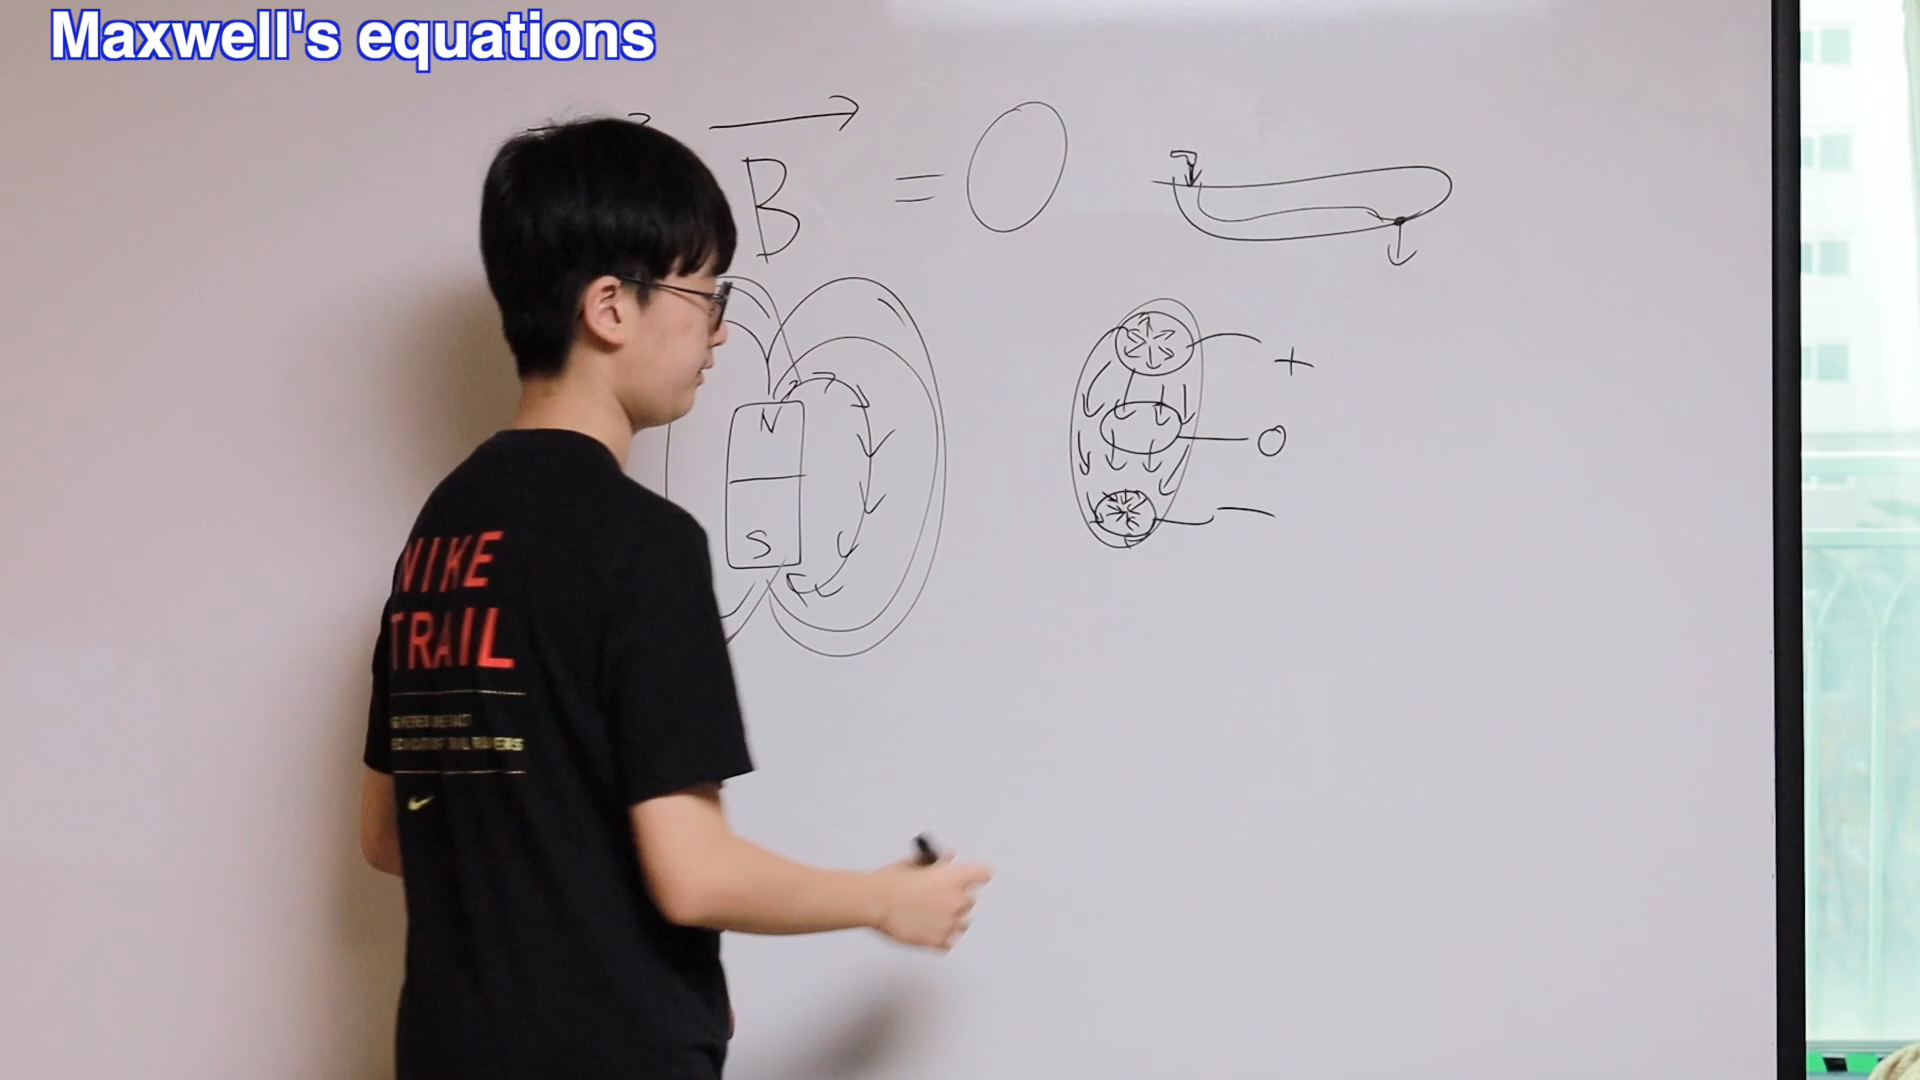 Maxwell's equations
B = 0
N
S
+
0
−
NIKE
TRAIL